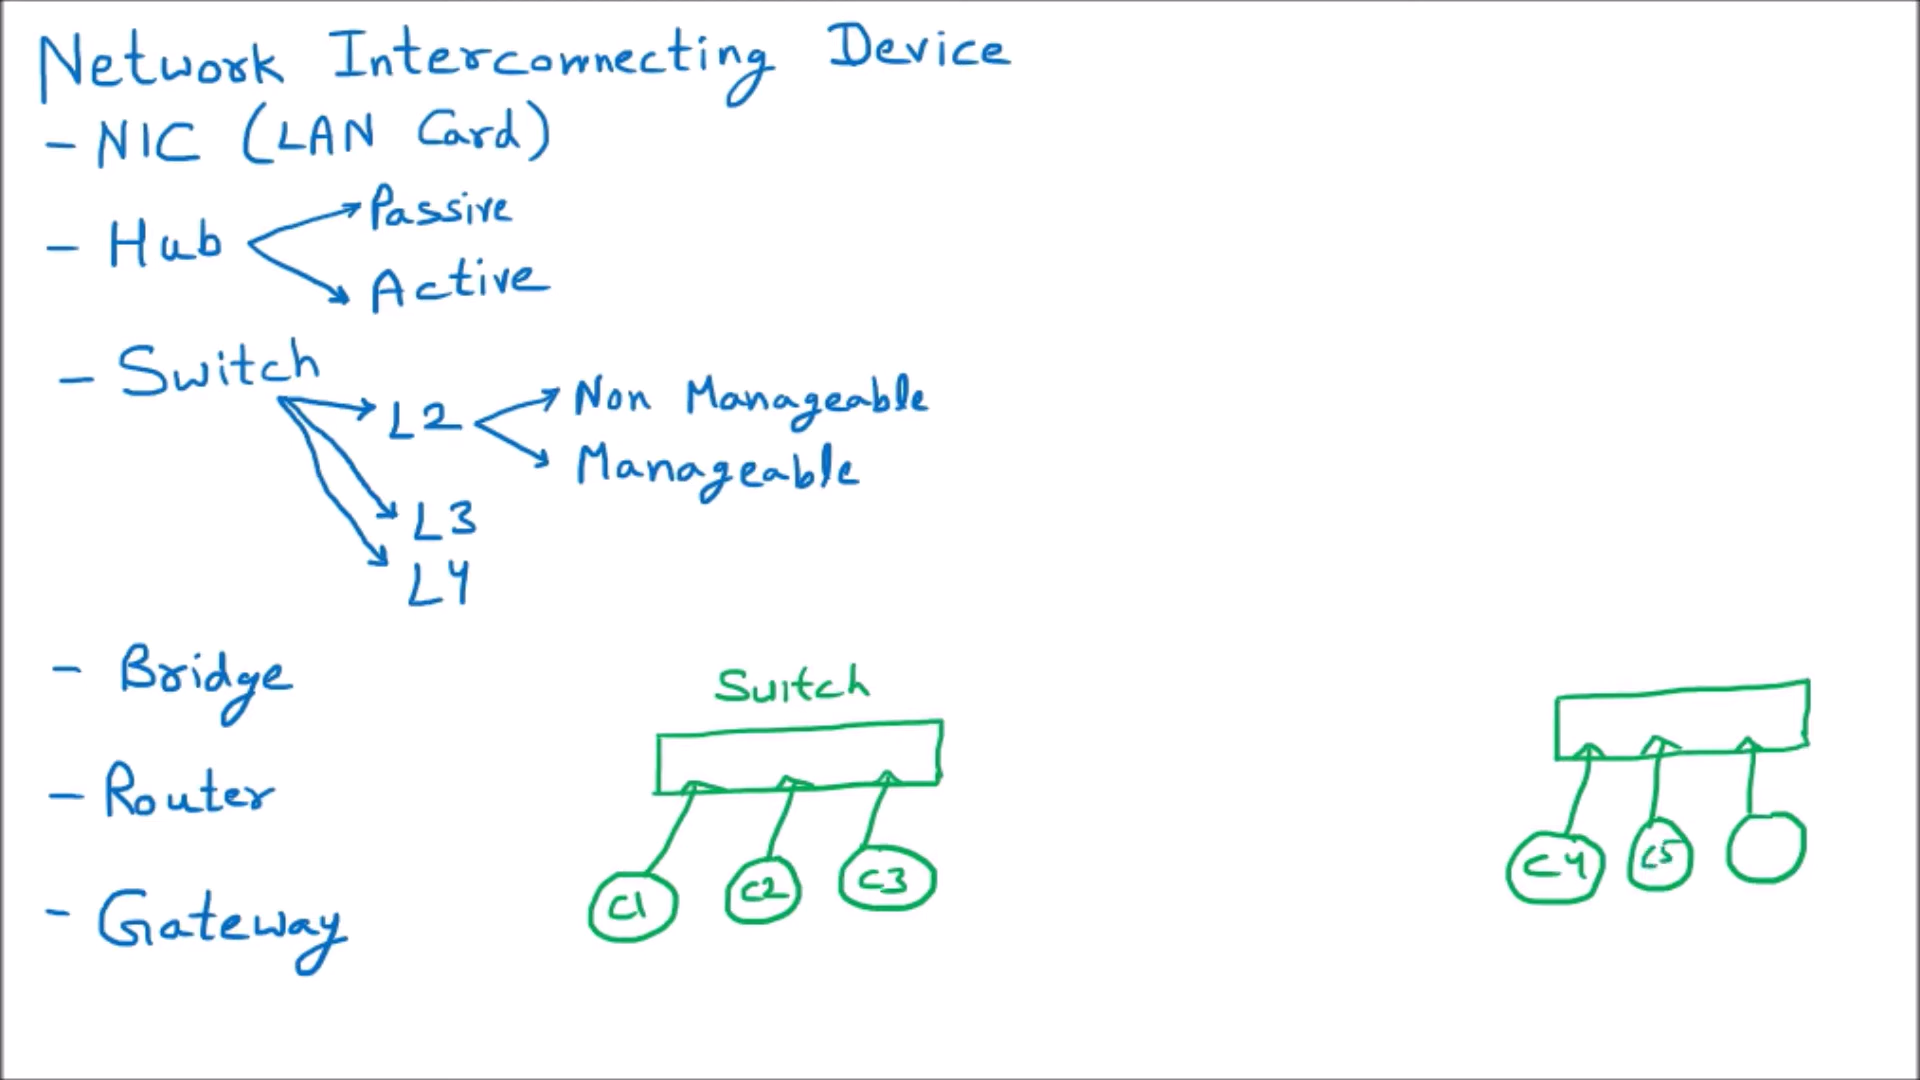 Network Interconnecting Device
- NIC (LAN Card)
- Hub
Passive
Active
- Switch
L2
Non Manageable
Manageable
L3
L4
- Bridge
- Router
- Gateway
Switch
C1 C2 C3
C4 C5